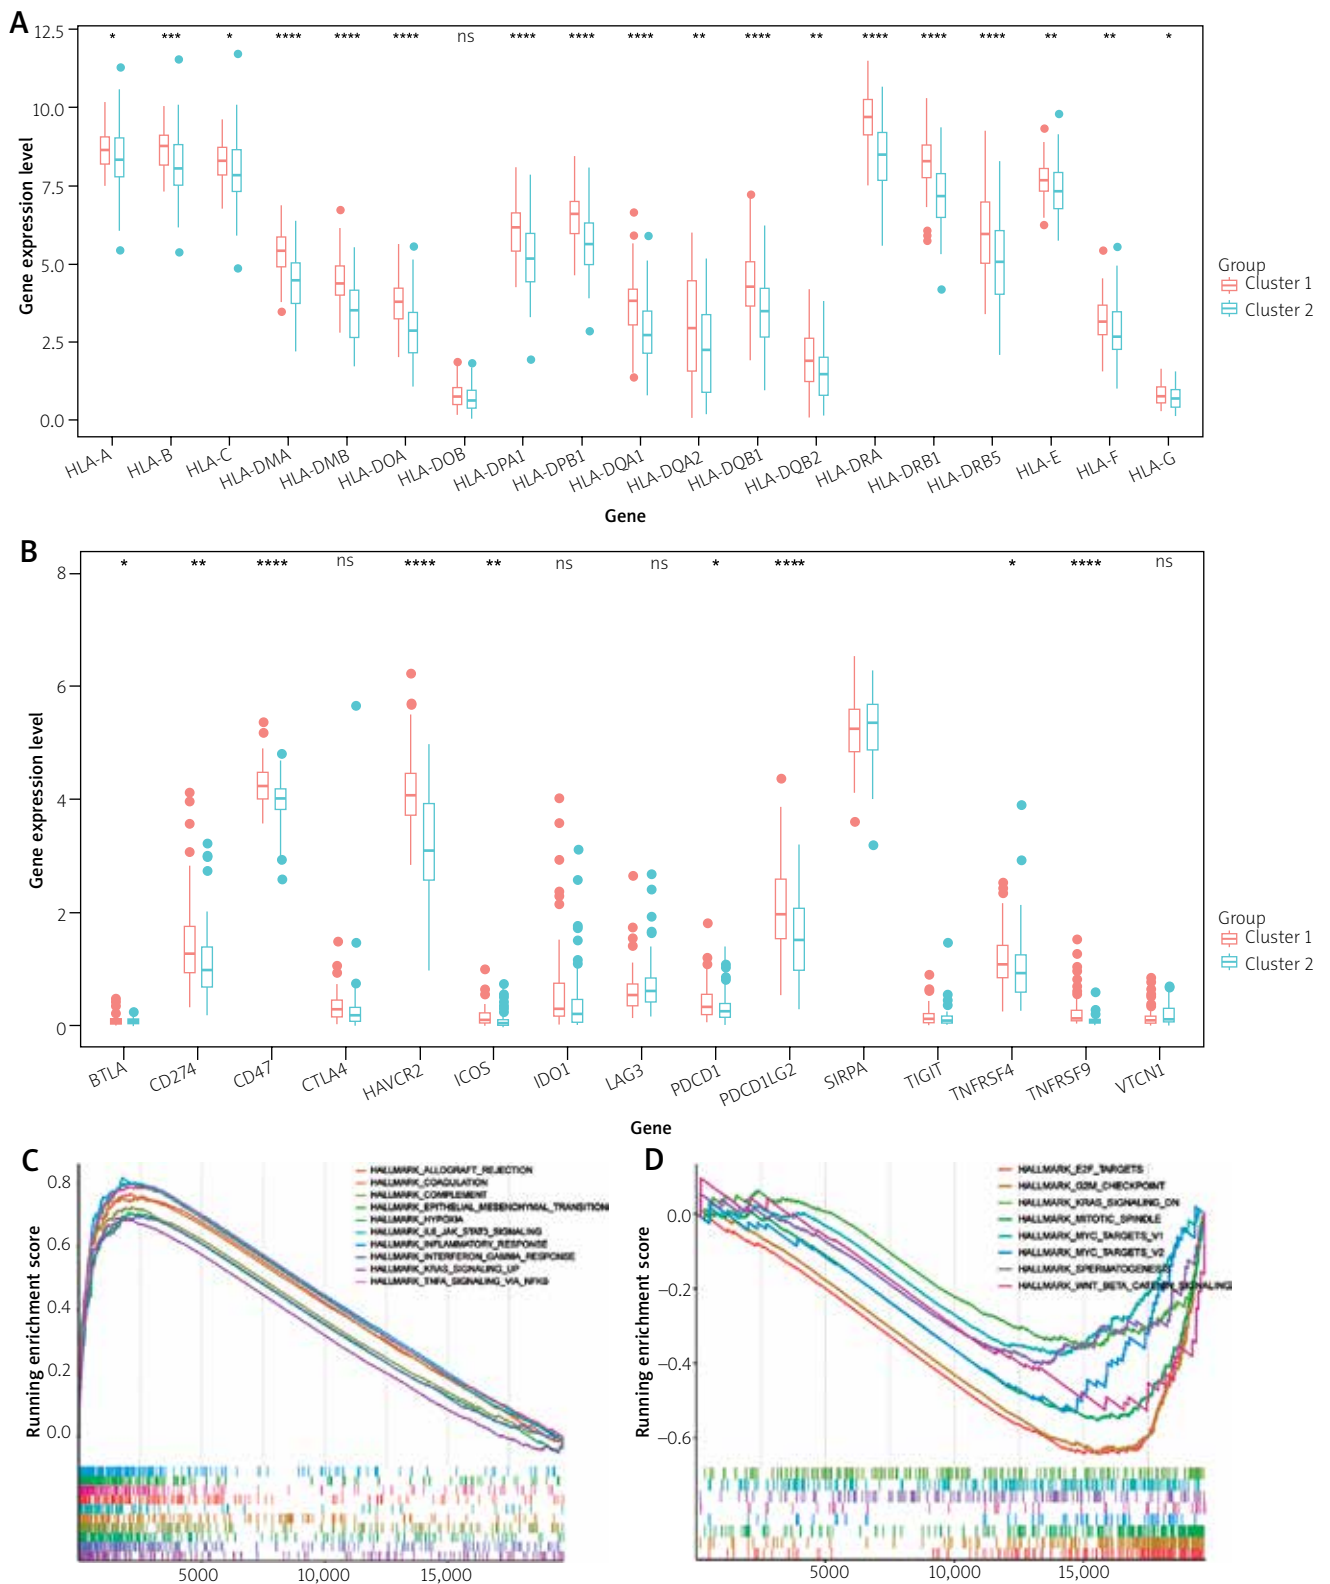 A
12.5
10.0
7.5
5.0
2.5
0.0
Gene expression level
* *** * **** **** **** ns **** **** **** ** **** ** **** **** **** ** ** *
HLA-A HLA-B HLA-C HLA-DMA HLA-DMB HLA-DOA HLA-DOB HLA-DPA1 HLA-DPB1 HLA-DQA1 HLA-DQA2 HLA-DQB1 HLA-DQB2 HLA-DRA HLA-DRB1 HLA-DRB5 HLA-E HLA-F HLA-G
Gene
Group
Cluster 1
Cluster 2
B
8
6
4
2
0
Gene expression level
* ** **** ns **** ** ns ns * **** * **** ns
BTLA CD274 CD47 CTLA4 HAVCR2 ICOS IDO1 LAG3 PDCD1 PDCD1LG2 SIRPA TIGIT TNFRSF4 TNFRSF9 VTCN1
Gene
Group
Cluster 1
Cluster 2
C
0.8
0.6
0.4
0.2
0.0
Running enrichment score
HALLMARK_ALLOGRAFT_REJECTION
HALLMARK_COAGULATION
HALLMARK_COMPLEMENT
HALLMARK_EPITHELIAL_MESENCHYMAL_TRANSITION
HALLMARK_HYPOXIA
HALLMARK_IL6_JAK_STAT3_SIGNALING
HALLMARK_INFLAMMATORY_RESPONSE
HALLMARK_INTERFERON_GAMMA_RESPONSE
HALLMARK_KRAS_SIGNALING_UP
HALLMARK_TNFA_SIGNALING_VIA_NFKB
5000 10,000 15,000
D
0.0
−0.2
−0.4
−0.6
Running enrichment score
HALLMARK_E2F_TARGETS
HALLMARK_G2M_CHECKPOINT
HALLMARK_KRAS_SIGNALING_DN
HALLMARK_MITOTIC_SPINDLE
HALLMARK_MYC_TARGETS_V1
HALLMARK_MYC_TARGETS_V2
HALLMARK_SPERMATOGENESIS
HALLMARK_WNT_BETA_CATENIN_SIGNALING
5000 10,000 15,000